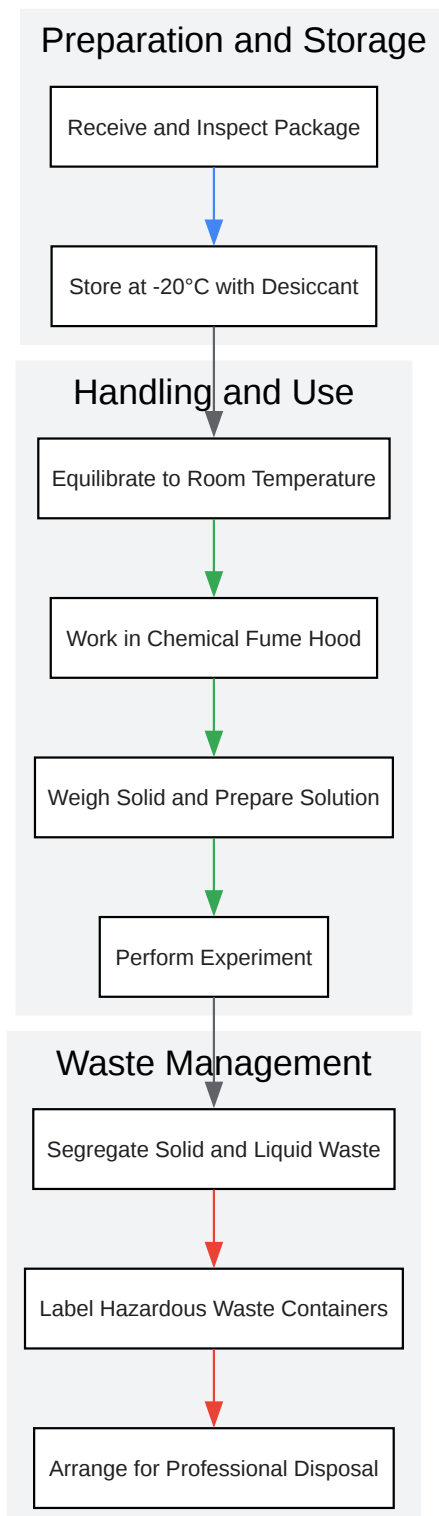 Preparation and Storage
Receive and Inspect Package
Store at -20°C with Desiccant
Handling and Use
Equilibrate to Room Temperature
Work in Chemical Fume Hood
Weigh Solid and Prepare Solution
Perform Experiment
Waste Management
Segregate Solid and Liquid Waste
Label Hazardous Waste Containers
Arrange for Professional Disposal